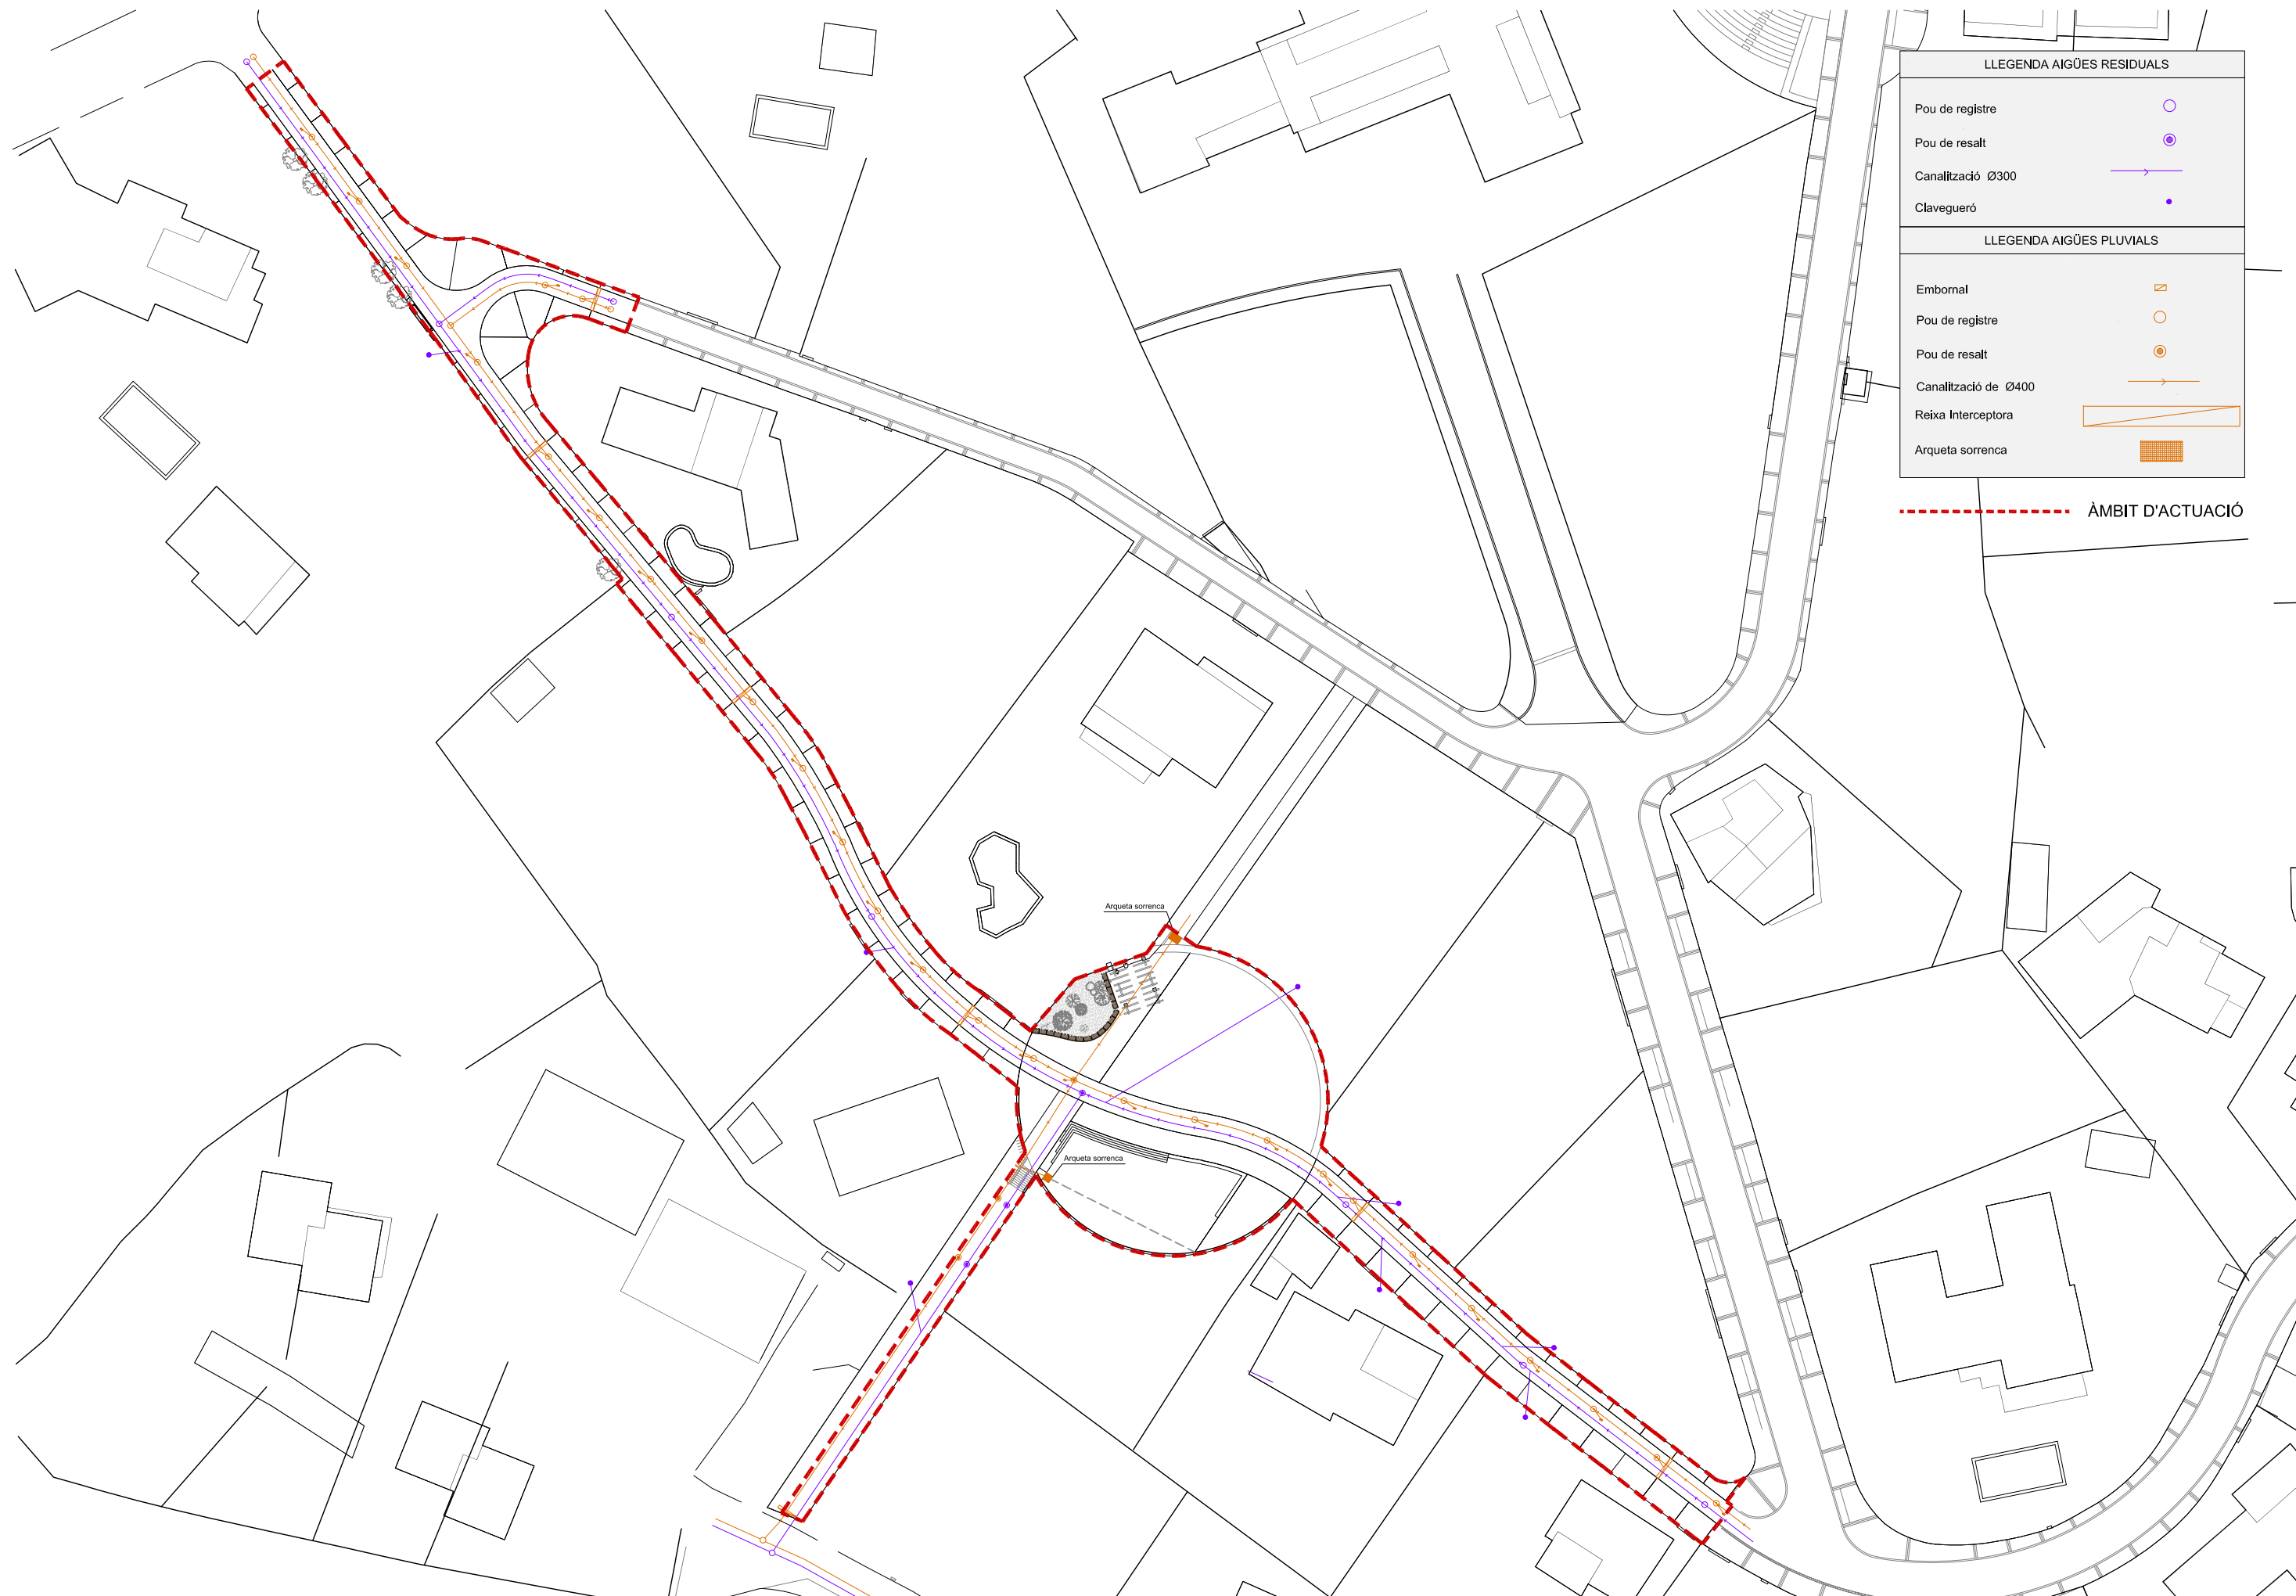 LLEGENDA AIGÜES RESIDUALS
Pou de registre
Pou de resalt
Canalització Ø300
Clavegueró
LLEGENDA AIGÜES PLUVIALS
Embornal
Pou de registre
Pou de resalt
Canalització de Ø400
Reixa Interceptora
Arqueta sorrenca
ÀMBIT D'ACTUACIÓ
Arqueta sorrenca
Arqueta sorrenca